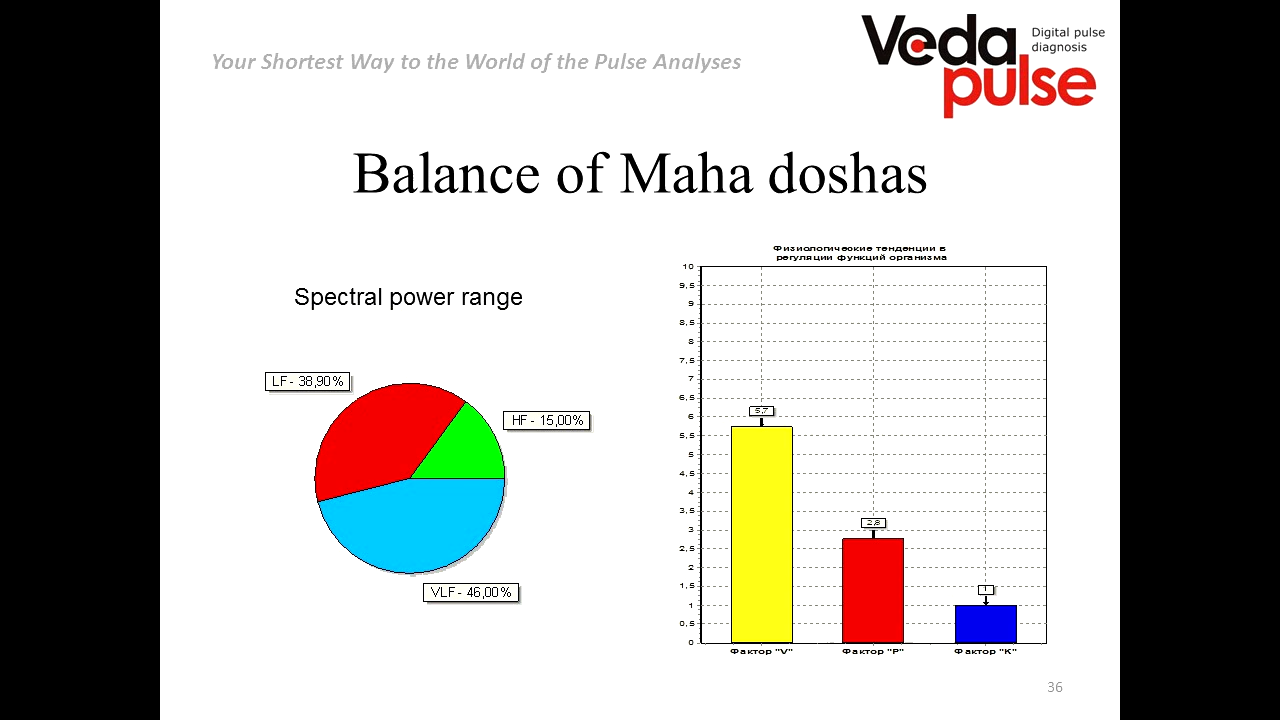 Your Shortest Way to the World of the Pulse Analyses
Veda
pulse
Digital pulse
diagnosis
Balance of Maha doshas
Spectral power range
LF - 38,90%
HF - 15,00%
VLF - 46,00%
Физиологические тенденции в
регуляции функций организма
10
9,5
9
8,5
8
7,5
7
6,5
6
5,5
5
4,5
4
3,5
3
2,5
2
1,5
1
0,5
0
5,7
2,8
1
Фактор "V"
Фактор "P"
Фактор "K"
36